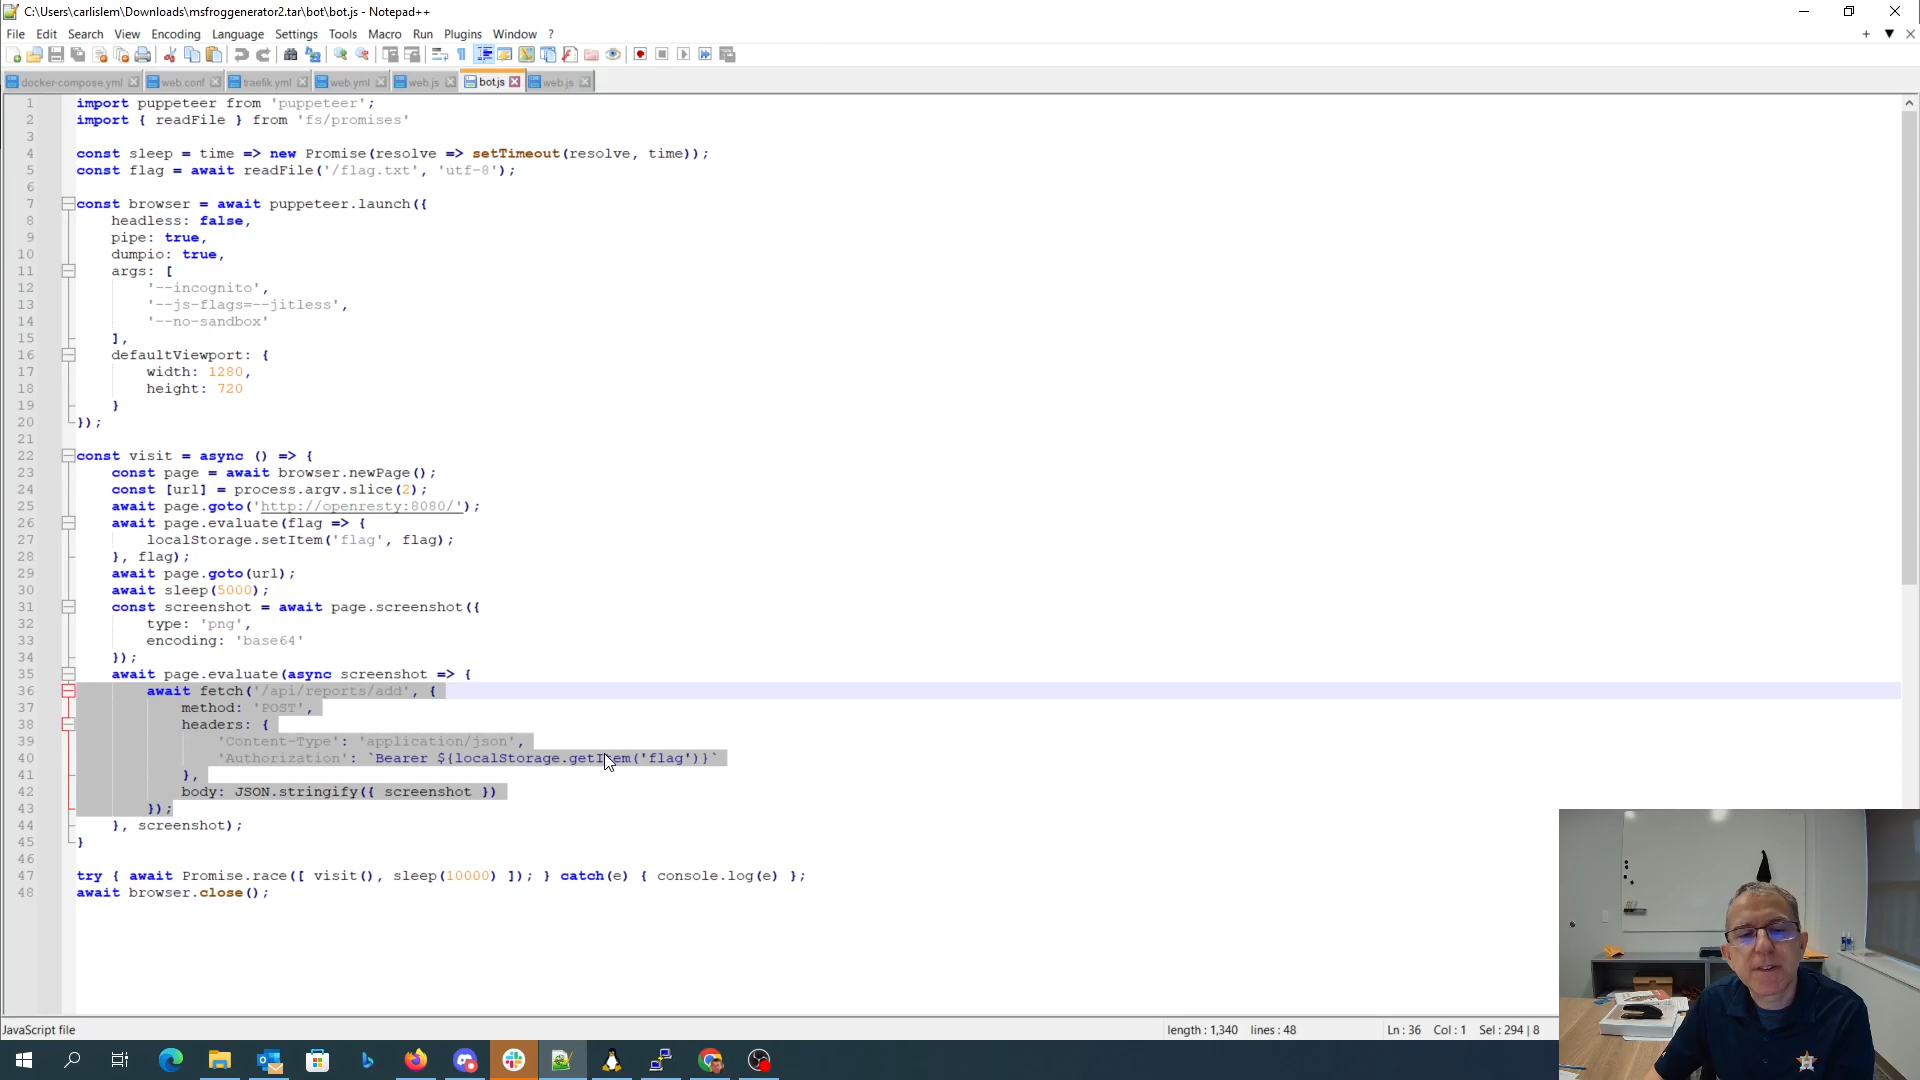 C:\Users\carlislem\Downloads\msfroggenerator2.tar\bot\bot.js - Notepad++
File Edit Search View Encoding Language Settings Tools Macro Run Plugins Window ?
docker-compose.yml web.conf traefik.yml web.yml web.js bot.js web.js
1 import puppeteer from 'puppeteer';
2 import { readFile } from 'fs/promises'
3
4 const sleep = time => new Promise(resolve => setTimeout(resolve, time));
5 const flag = await readFile('/flag.txt', 'utf-8');
6
7 const browser = await puppeteer.launch({
8 headless: false,
9 pipe: true,
10 dumpio: true,
11 args: [
12 '--incognito',
13 '--js-flags=--jitless',
14 '--no-sandbox'
15 ],
16 defaultViewport: {
17 width: 1280,
18 height: 720
19 }
20 });
21
22 const visit = async () => {
23 const page = await browser.newPage();
24 const [url] = process.argv.slice(2);
25 await page.goto('http://openresty:8080/');
26 await page.evaluate(flag => {
27 localStorage.setItem('flag', flag);
28 }, flag);
29 await page.goto(url);
30 await sleep(5000);
31 const screenshot = await page.screenshot({
32 type: 'png',
33 encoding: 'base64'
34 });
35 await page.evaluate(async screenshot => {
36 await fetch('/api/reports/add', {
37 method: 'POST',
38 headers: {
39 'Content-Type': 'application/json',
40 'Authorization': `Bearer ${localStorage.getItem('flag')}`
41 },
42 body: JSON.stringify({ screenshot })
43 });
44 }, screenshot);
45 }
46
47 try { await Promise.race([ visit(), sleep(10000) ]); } catch(e) { console.log(e) };
48 await browser.close();
JavaScript file length : 1,340 lines : 48 Ln : 36 Col : 1 Sel : 294 | 8